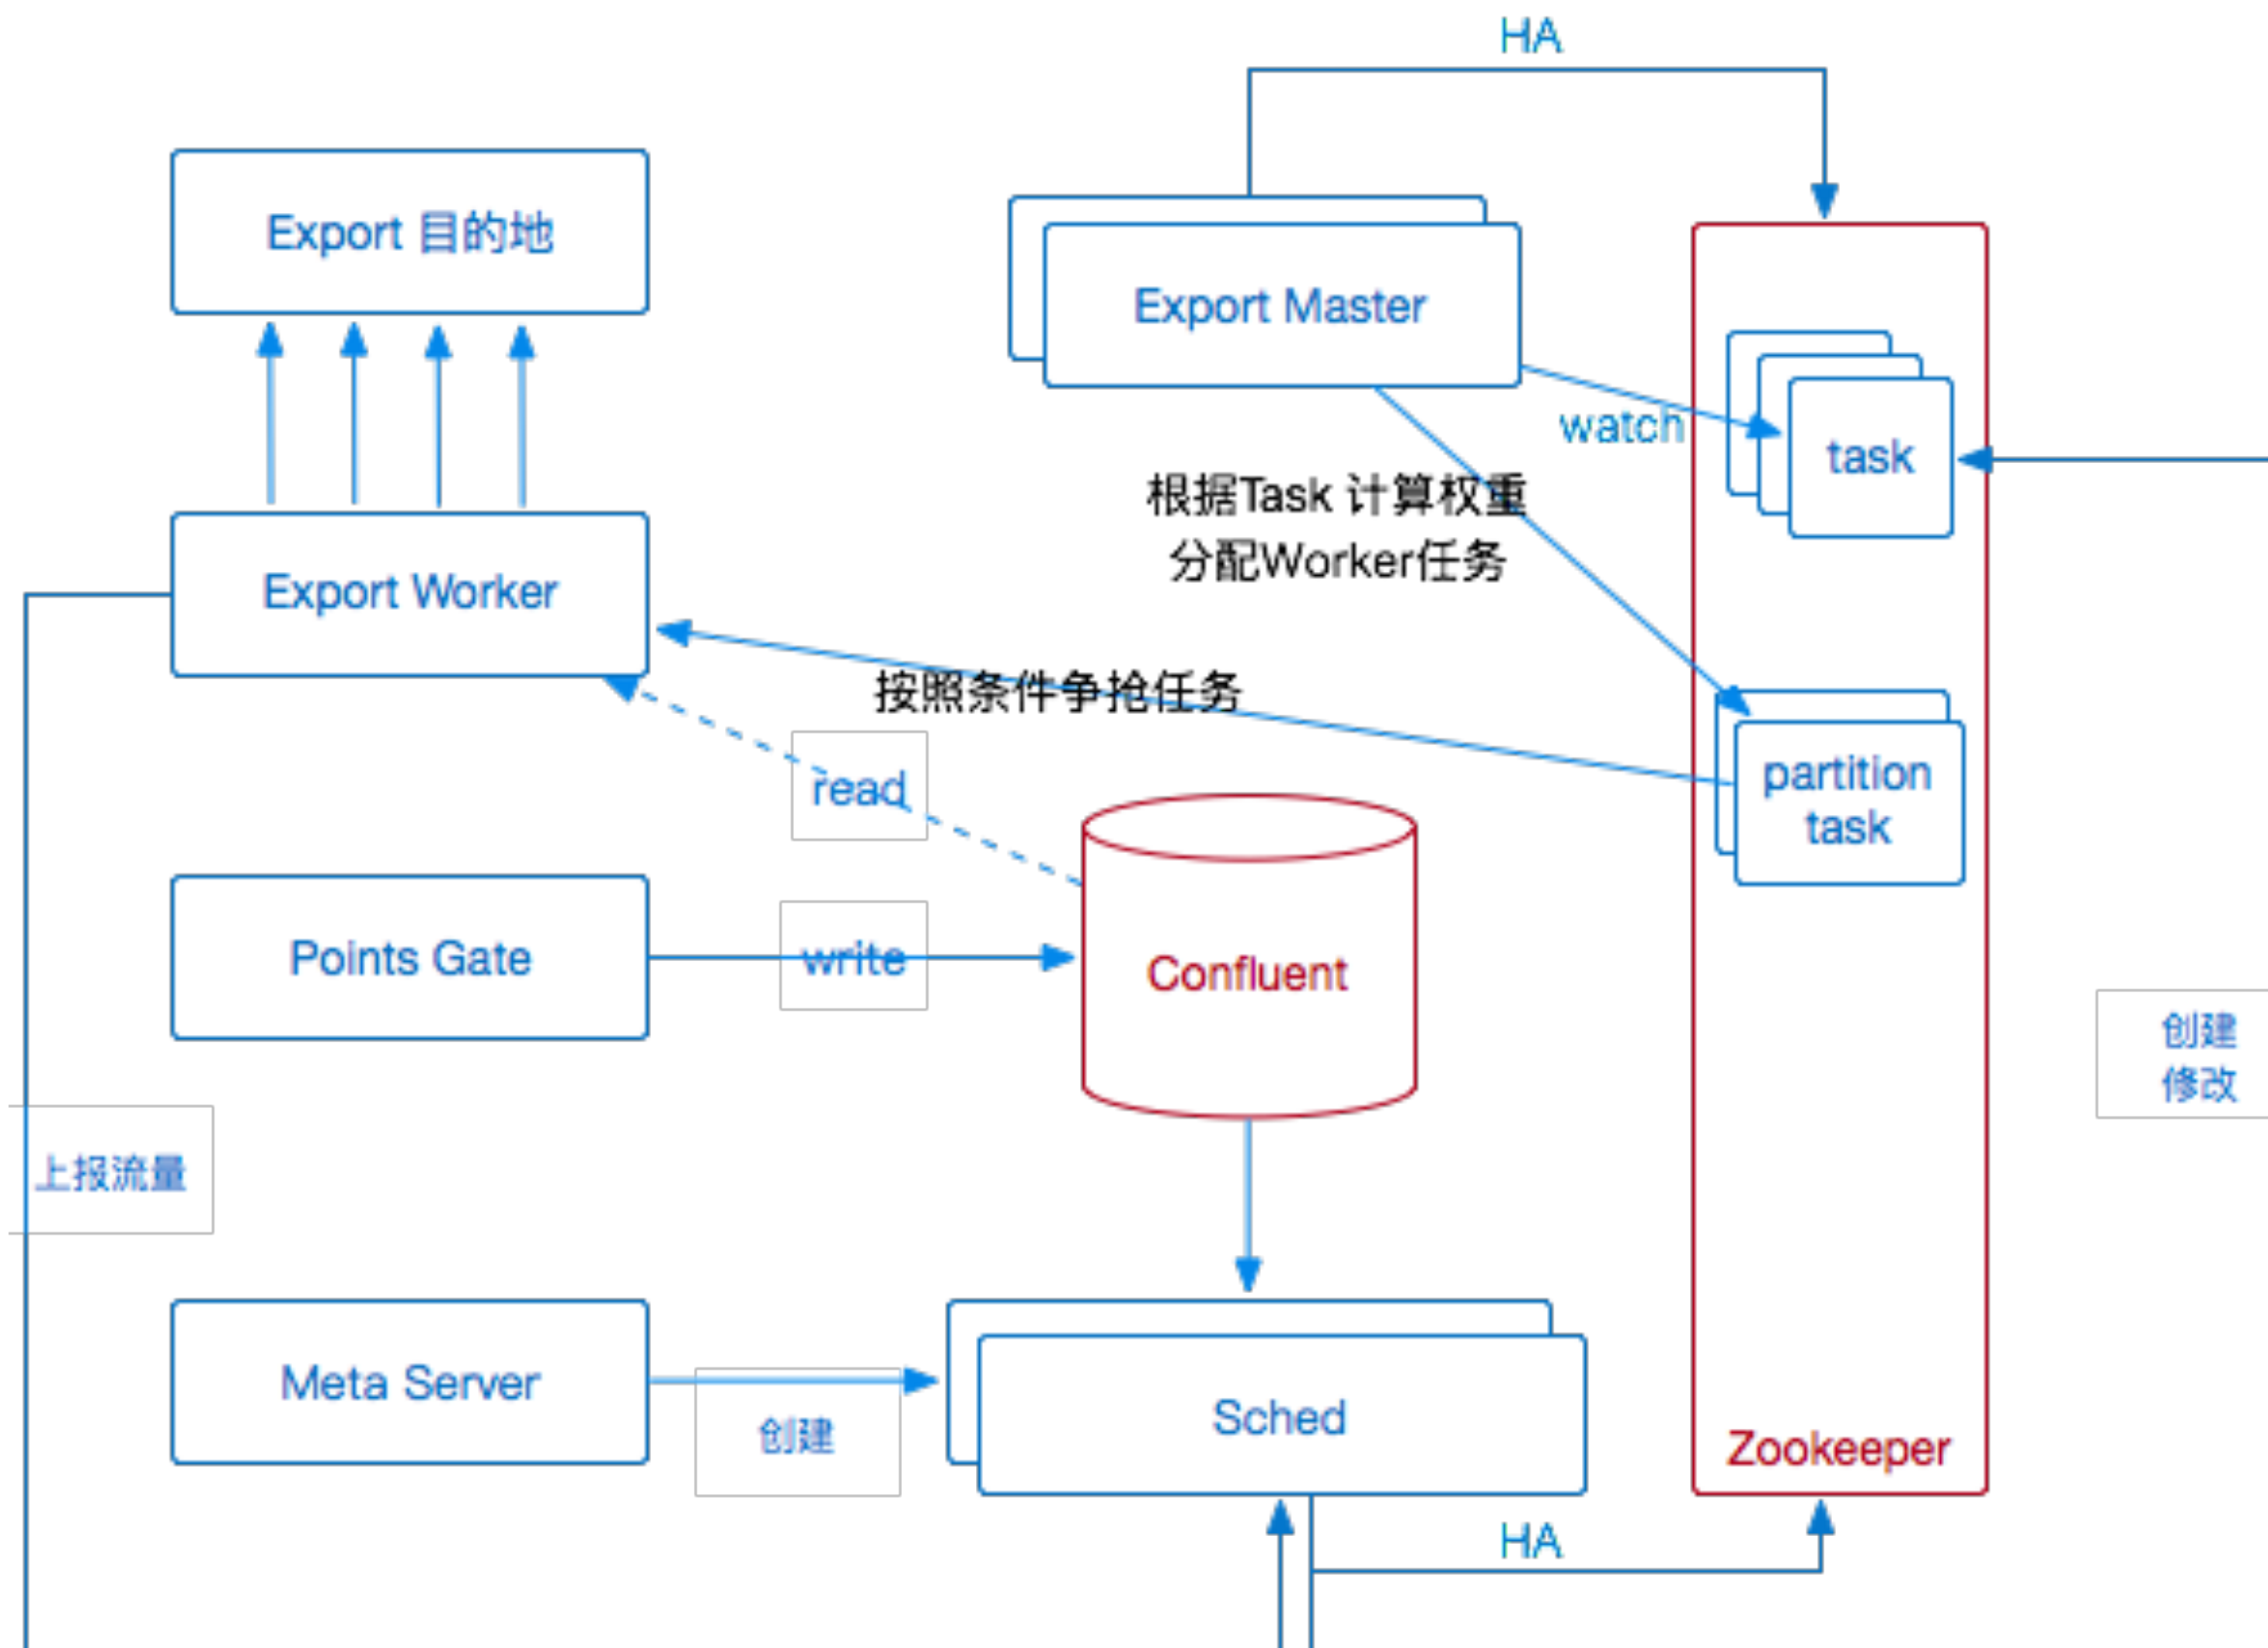 HA
Export 目的地
Export Master
watch
task
根据Task 计算权重
分配Worker任务
Export Worker
按照条件争抢任务
read
partition
task
Points Gate
write
Confluent
创建
修改
上报流量
Meta Server
创建
Sched
Zookeeper
HA